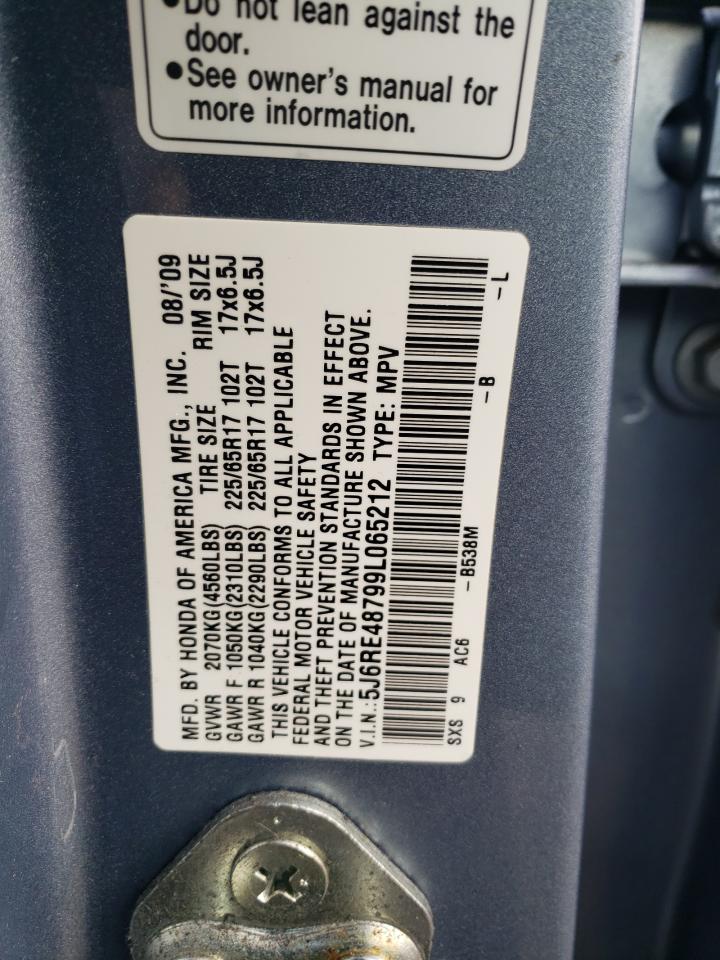 ●Do not lean against the
door.
●See owner's manual for
more information.
MFD. BY HONDA OF AMERICA MFG., INC. 08/'09
GVWR 2070KG(4560LBS) TIRE SIZE RIM SIZE
GAWR F 1050KG(2310LBS) 225/65R17 102T 17x6.5J
GAWR R 1040KG(2290LBS) 225/65R17 102T 17x6.5J
THIS VEHICLE CONFORMS TO ALL APPLICABLE
FEDERAL MOTOR VEHICLE SAFETY
AND THEFT PREVENTION STANDARDS IN EFFECT
ON THE DATE OF MANUFACTURE SHOWN ABOVE.
V.I.N.:5J6RE48799L065212 TYPE: MPV
SXS 9 AC6 -B538M -B -L